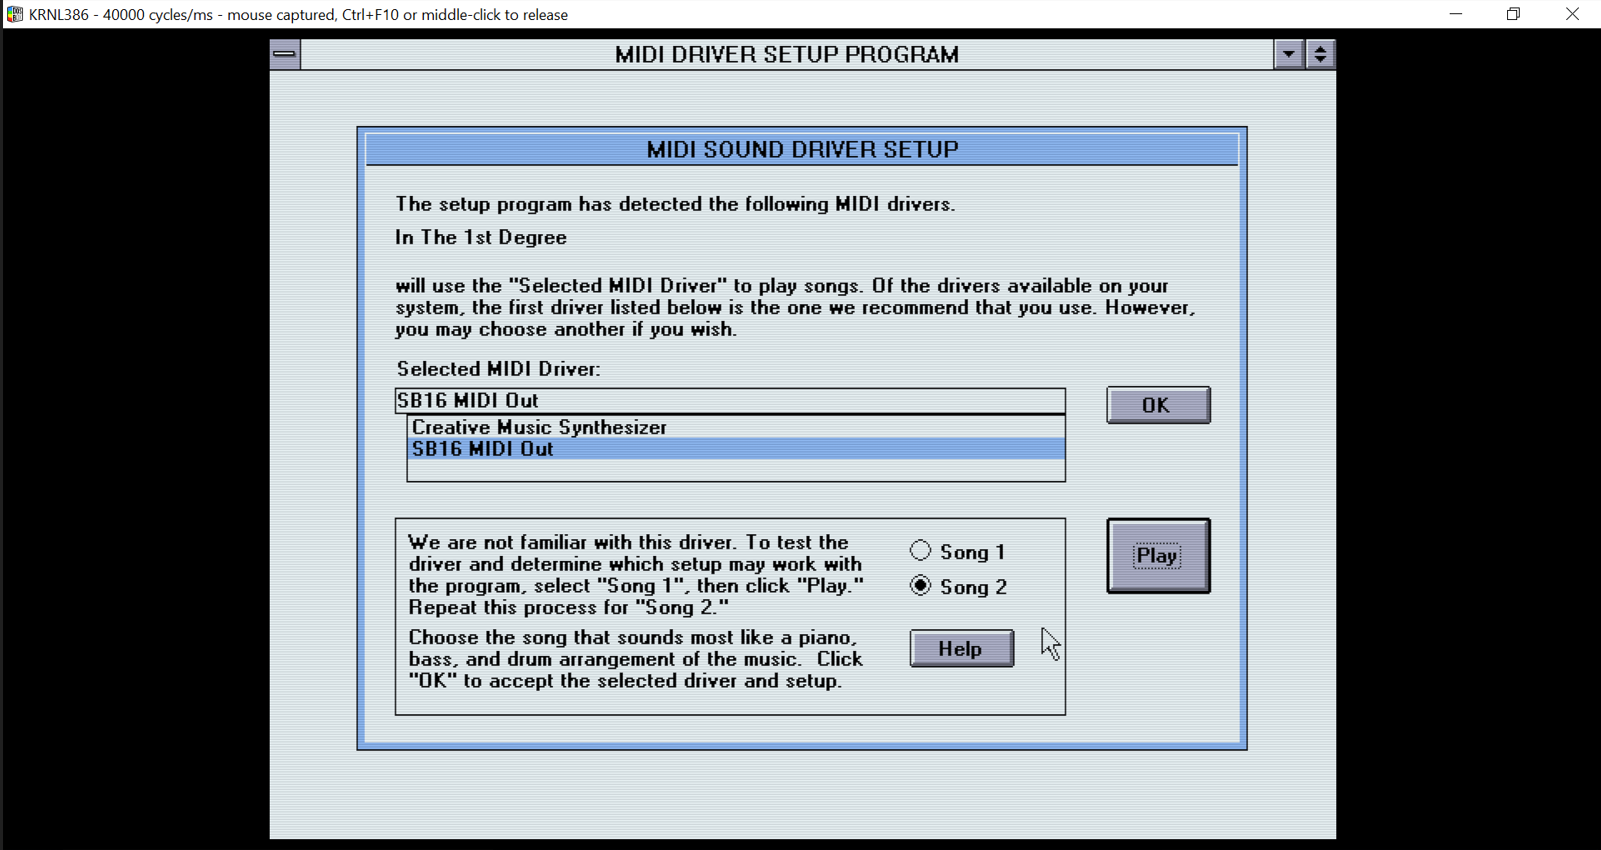 KRNL386 - 40000 cycles/ms - mouse captured, Ctrl+F10 or middle-click to release
MIDI DRIVER SETUP PROGRAM
MIDI SOUND DRIVER SETUP
The setup program has detected the following MIDI drivers.
In The 1st Degree
will use the "Selected MIDI Driver" to play songs. Of the drivers available on your
system, the first driver listed below is the one we recommend that you use. However,
you may choose another if you wish.
Selected MIDI Driver:
SB16 MIDI Out
OK
Creative Music Synthesizer
SB16 MIDI Out
We are not familiar with this driver. To test the
driver and determine which setup may work with
the program, select "Song 1", then click "Play."
Repeat this process for "Song 2."
Choose the song that sounds most like a piano,
bass, and drum arrangement of the music. Click
"OK" to accept the selected driver and setup.
Song 1
Song 2
Help
Play